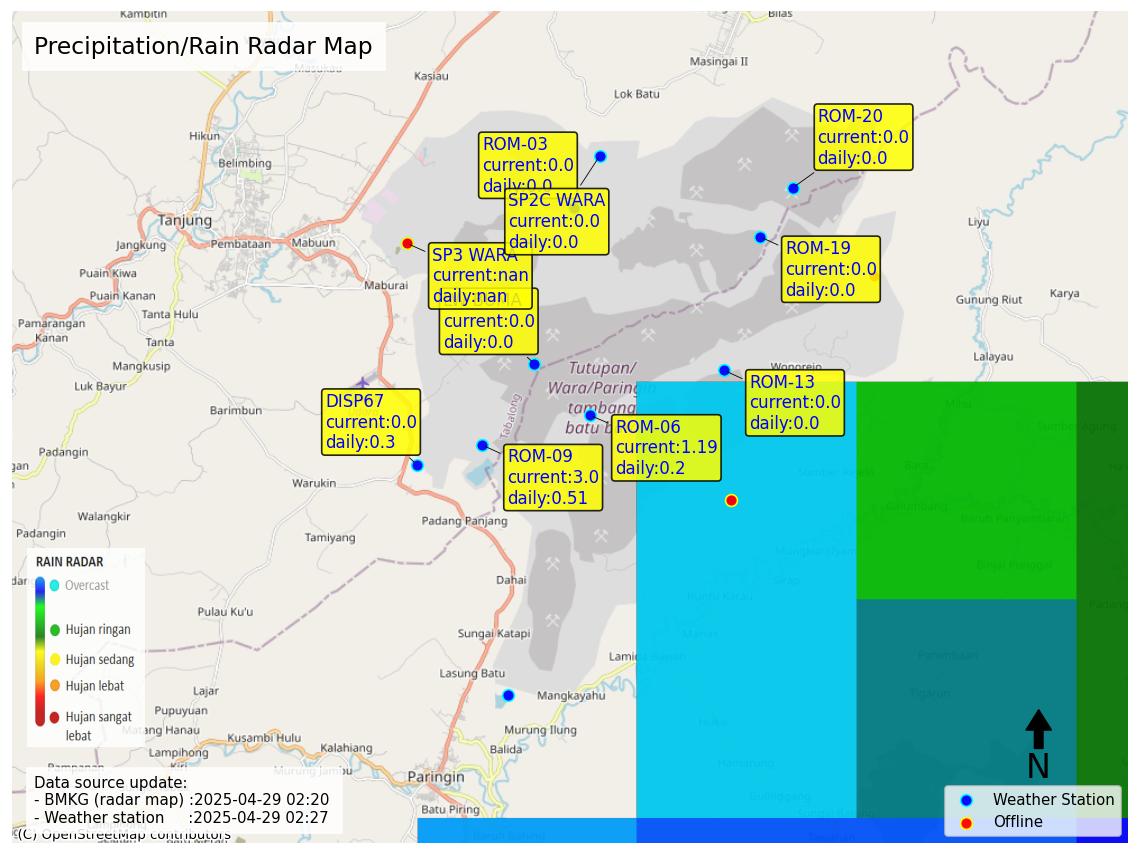 Kambitin
Bilas
Precipitation/Rain Radar Map
Masukau
Masingai II
Kasiau
Lok Batu
ROM-20
current:0.0
daily:0.0
Hikun
ROM-03
current:0.0
daily:0.0
Belimbing
SP2C WARA
current:0.0
daily:0.0
Tanjung
Liyu
Jangkung
Pembataan
Mabuun
ROM-19
current:0.0
daily:0.0
SP3 WARA
current:nan
daily:nan
Puain Kiwa
Maburai
Puain Kanan
Gunung Riut
Karya
Tanta Hulu
current:0.0
daily:0.0
Pamarangan
Kanan
Tanta
Lalayau
Mangkusip
Wonorejo
Tutupan/
Wara/Paringin
tambang
batu b
Luk Bayur
ROM-13
current:0.0
daily:0.0
DISP67
current:0.0
daily:0.3
Tabalong
Barimbun
ROM-06
current:1.19
daily:0.2
Padangin
ROM-09
current:3.0
daily:0.51
Warukin
Walangkir
Padang Panjang
Padangin
Tamiyang
RAIN RADAR
Overcast
Hujan ringan
Hujan sedang
Hujan lebat
Hujan sangat
lebat
Dahai
Pulau Ku'u
Sungai Katapi
Lasung Batu
Lajar
Mangkayahu
Pupuyuan
Matang Hanau
Murung Ilung
Kusambi Hulu
Lampihong
Kalahiang
Balida
Murung Jambu
Paringin
Batu Piring
N
Data source update:
- BMKG (radar map) :2025-04-29 02:20
- Weather station :2025-04-29 02:27
Weather Station
Offline
(C) OpenStreetMap contributors